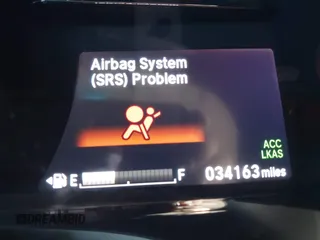 Airbag System
(SRS) Problem
ACC
LKAS
E F 034163 miles